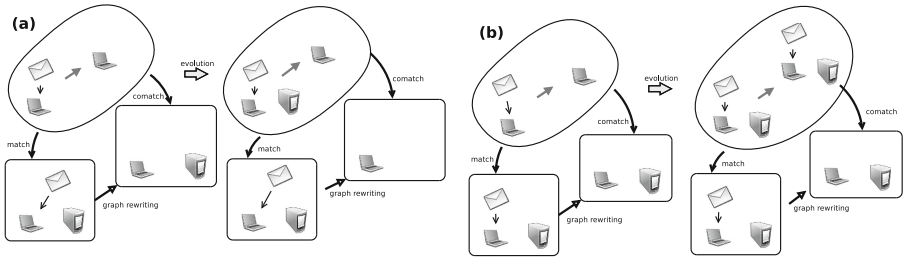 (a)
evolution
comatch
comatch
match
match
graph rewriting
graph rewriting
(b)
evolution
comatch
comatch
match
match
graph rewriting
graph rewriting